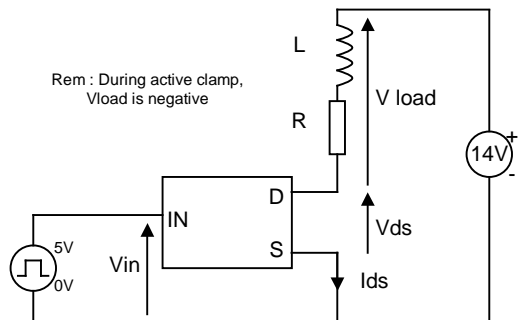 L
Rem : During active clamp,
Vload is negative
V load
R
14V
+
-
D
IN
Vds
S
5V
0V
Vin
Ids